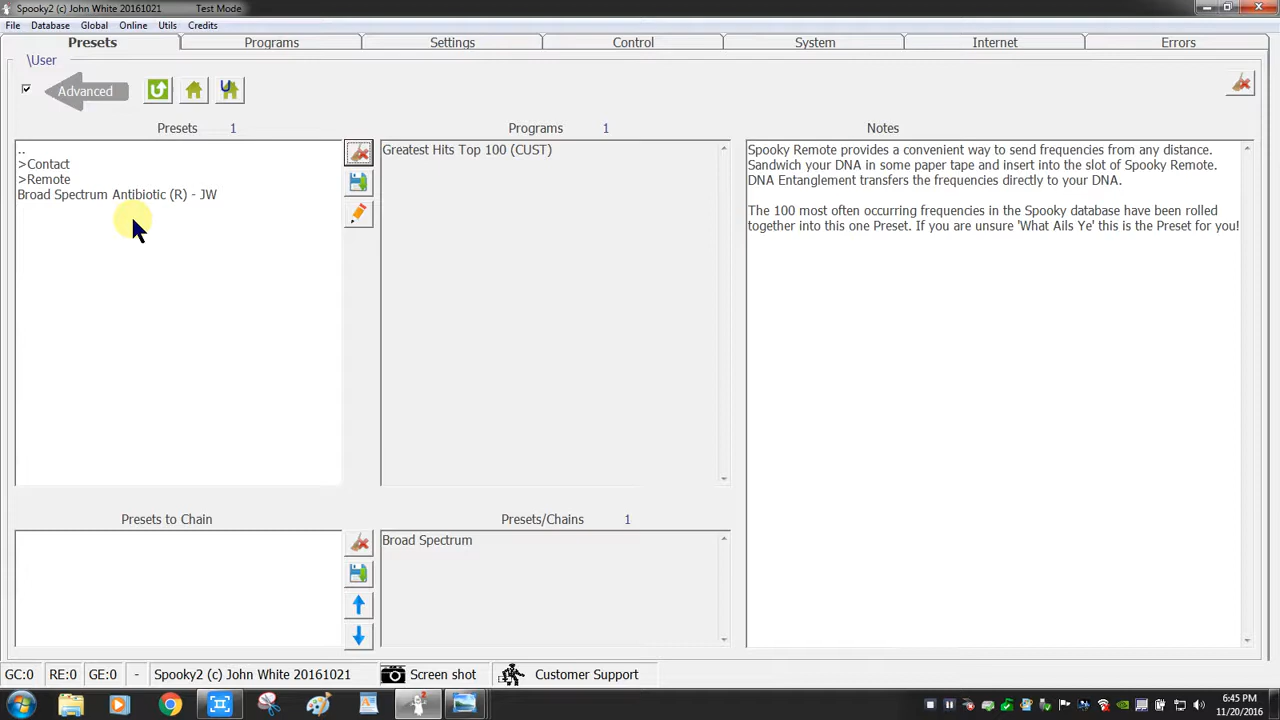 Spooky2 (c) John White 20161021 Test Mode
File Database Global Online Utils Credits
Presets Programs Settings Control System Internet Errors
\User
Advanced
Presets 1 Programs 1 Notes
..
>Contact
>Remote
Broad Spectrum Antibiotic (R) - JW
Greatest Hits Top 100 (CUST)
Spooky Remote provides a convenient way to send frequencies from any distance.
Sandwich your DNA in some paper tape and insert into the slot of Spooky Remote.
DNA Entanglement transfers the frequencies directly to your DNA.
The 100 most often occurring frequencies in the Spooky database have been rolled
together into this one Preset. If you are unsure 'What Ails Ye' this is the Preset for you!
Presets to Chain Presets/Chains 1
Broad Spectrum
GC:0 RE:0 GE:0 - Spooky2 (c) John White 20161021 Screen shot Customer Support
6:45 PM
11/20/2016